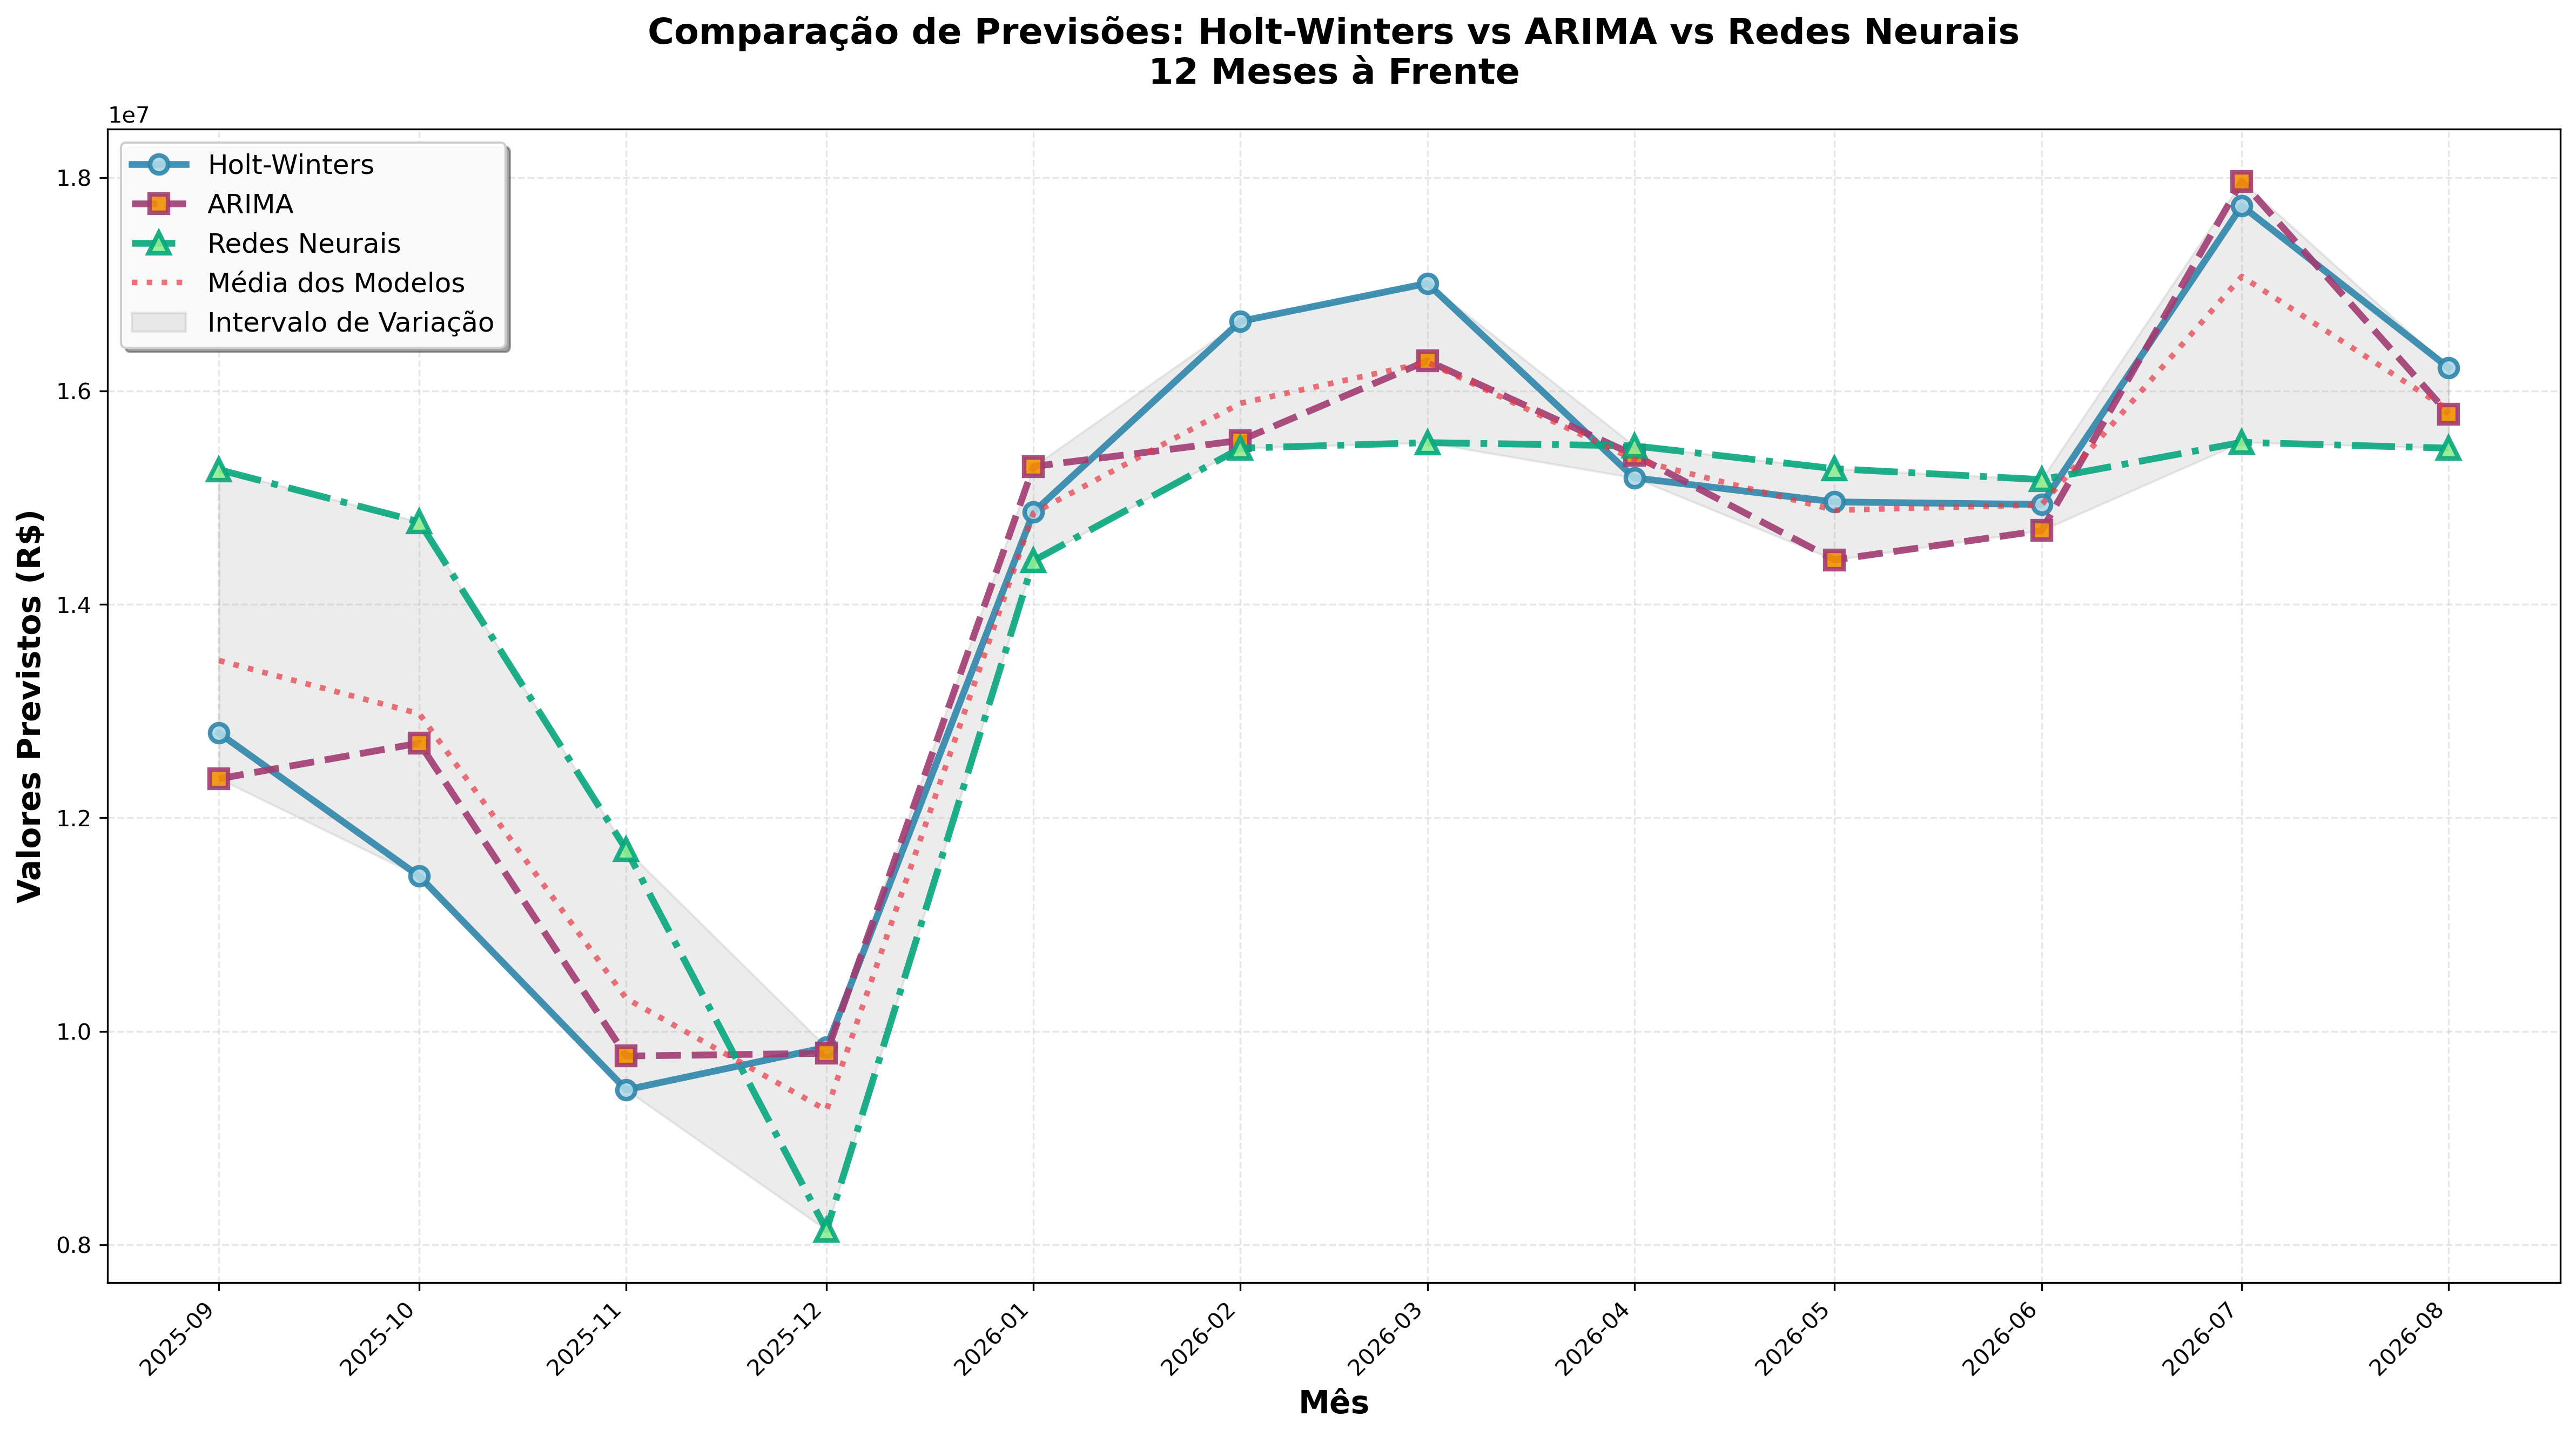 Comparação de Previsões: Holt-Winters vs ARIMA vs Redes Neurais
12 Meses à Frente
1e7
Holt-Winters
ARIMA
Redes Neurais
Média dos Modelos
Intervalo de Variação
1.8
1.6
1.4
1.2
1.0
0.8
Valores Previstos (R$)
2025-09
2025-10
2025-11
2025-12
2026-01
2026-02
2026-03
2026-04
2026-05
2026-06
2026-07
2026-08
Mês